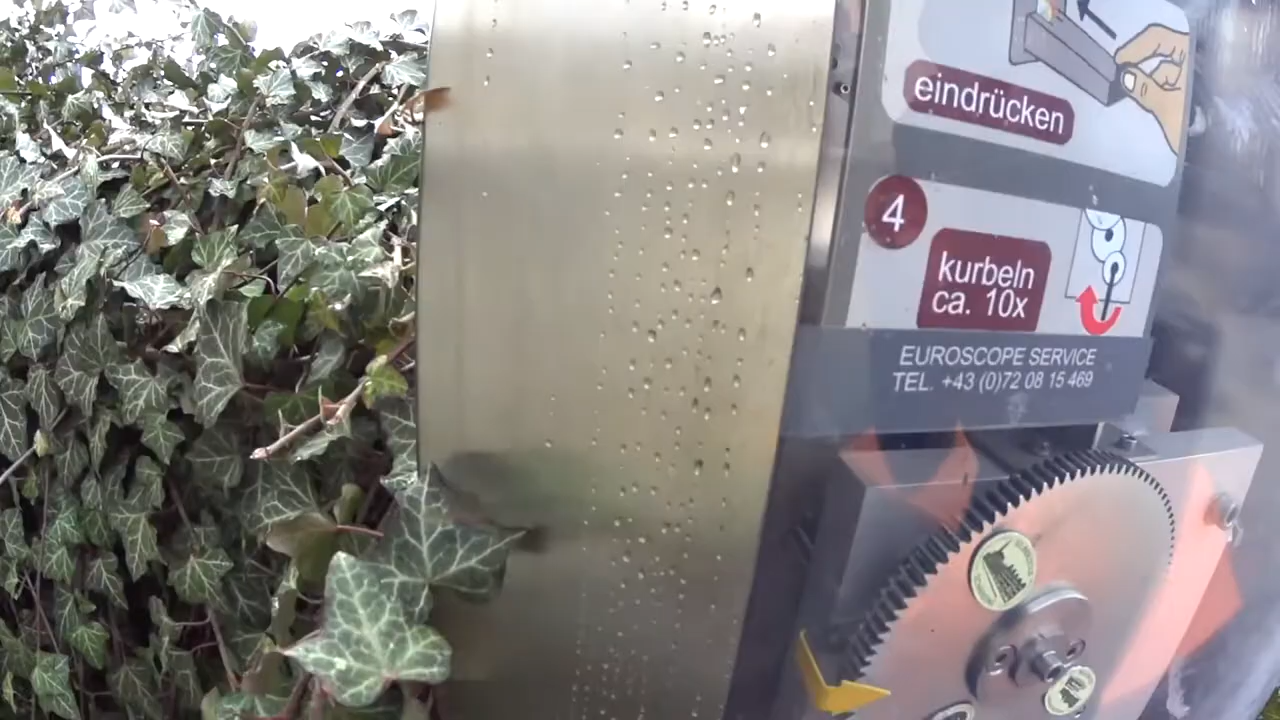 eindrücken
4
kurbeln
ca. 10x
EUROSCOPE SERVICE
TEL. +43 (0)72 08 15 469